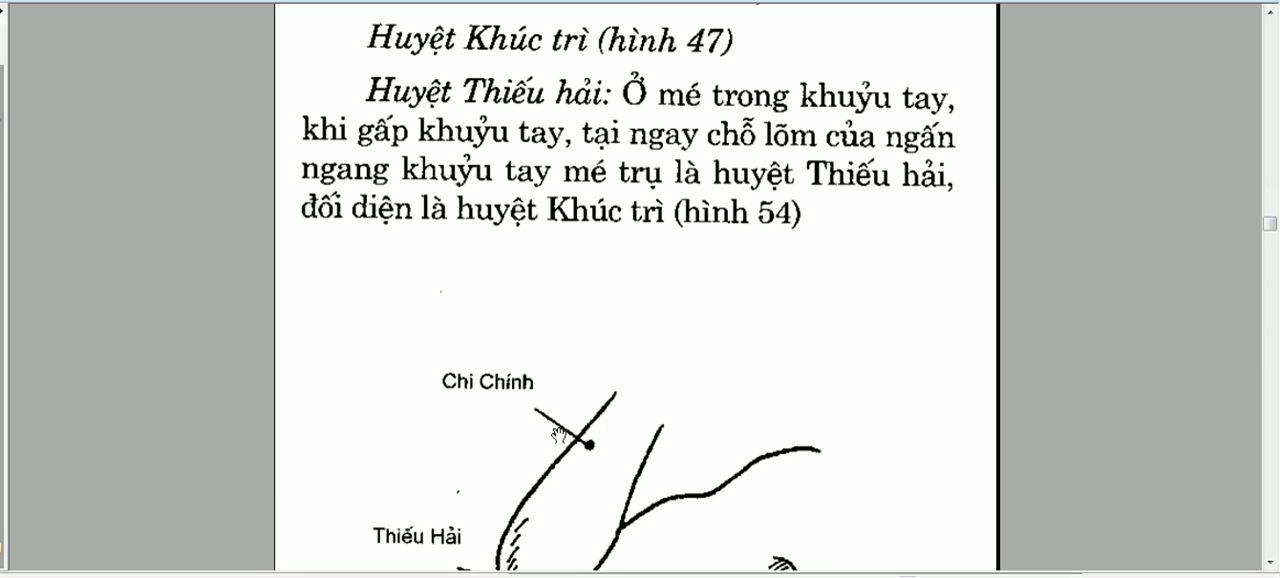 Huyệt Khúc trì (hình 47)
Huyệt Thiếu hải: Ở mé trong khuỷu tay,
khi gấp khuỷu tay, tại ngay chỗ lõm của ngấn
ngang khuỷu tay mé trụ là huyệt Thiếu hải,
đối diện là huyệt Khúc trì (hình 54)
Chi Chính
Thiếu Hải